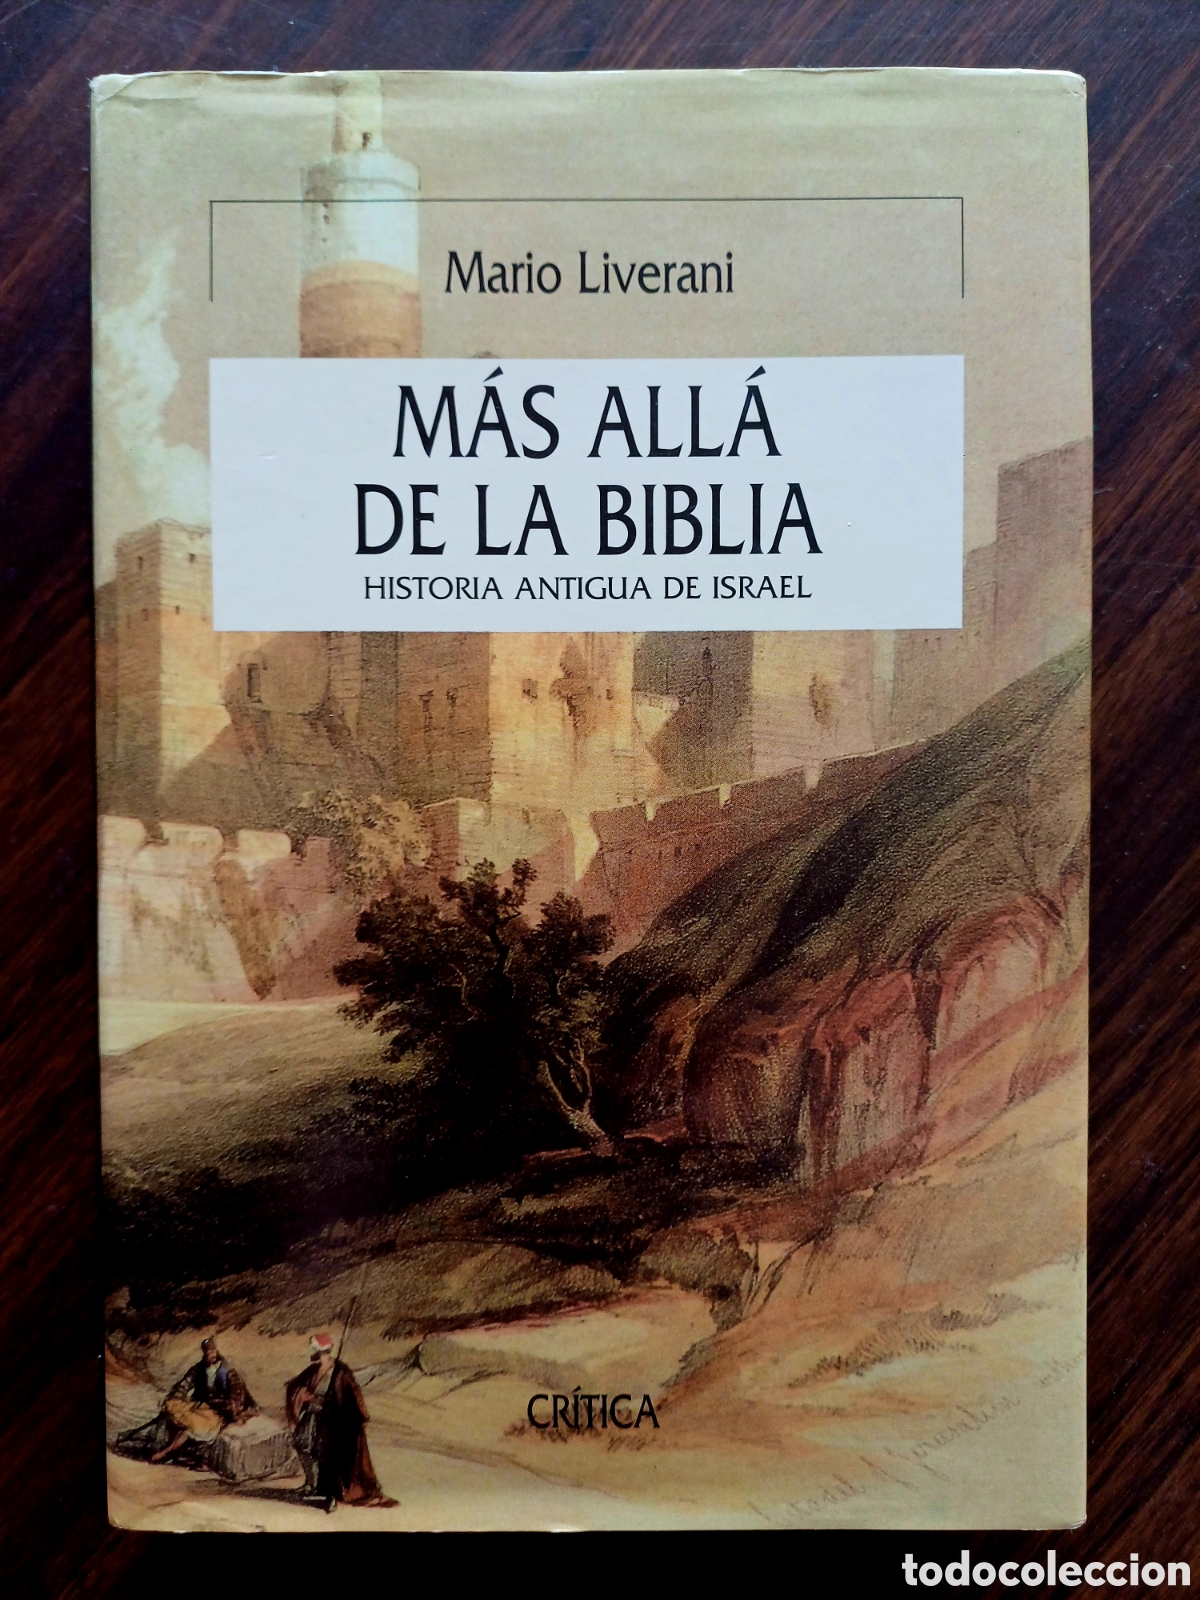 Mario Liverani
MÁS ALLÁ
DE LA BIBLIA
HISTORIA ANTIGUA DE ISRAEL
CRÍTICA
todocoleccion